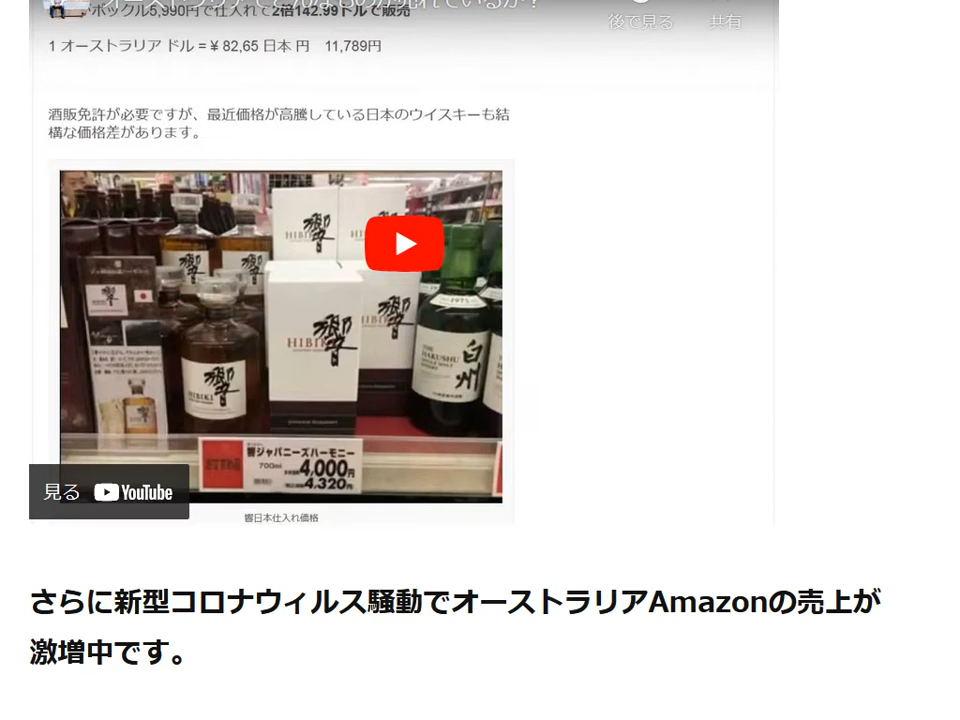 ボックル5,990円で仕入れて2倍142.99ドルで販売
後で見る
共有
1 オーストラリア ドル = ¥ 82,65 日本 円　11,789円
酒販免許が必要ですが、最近価格が高騰している日本のウイスキーも結
構な価格差があります。
響
HIBIKI
響
HIBIKI
響
HIBIKI
THE
HAKUSHU
白州
響ジャパニーズハーモニー
700ml
4,000円
4,320円
見る YouTube
響日本仕入れ価格
さらに新型コロナウィルス騒動でオーストラリアAmazonの売上が
激増中です。